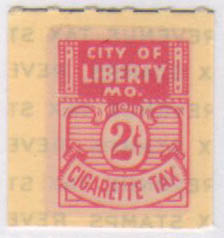 CITY OF
LIBERTY
MO.
2¢
CIGARETTE TAX